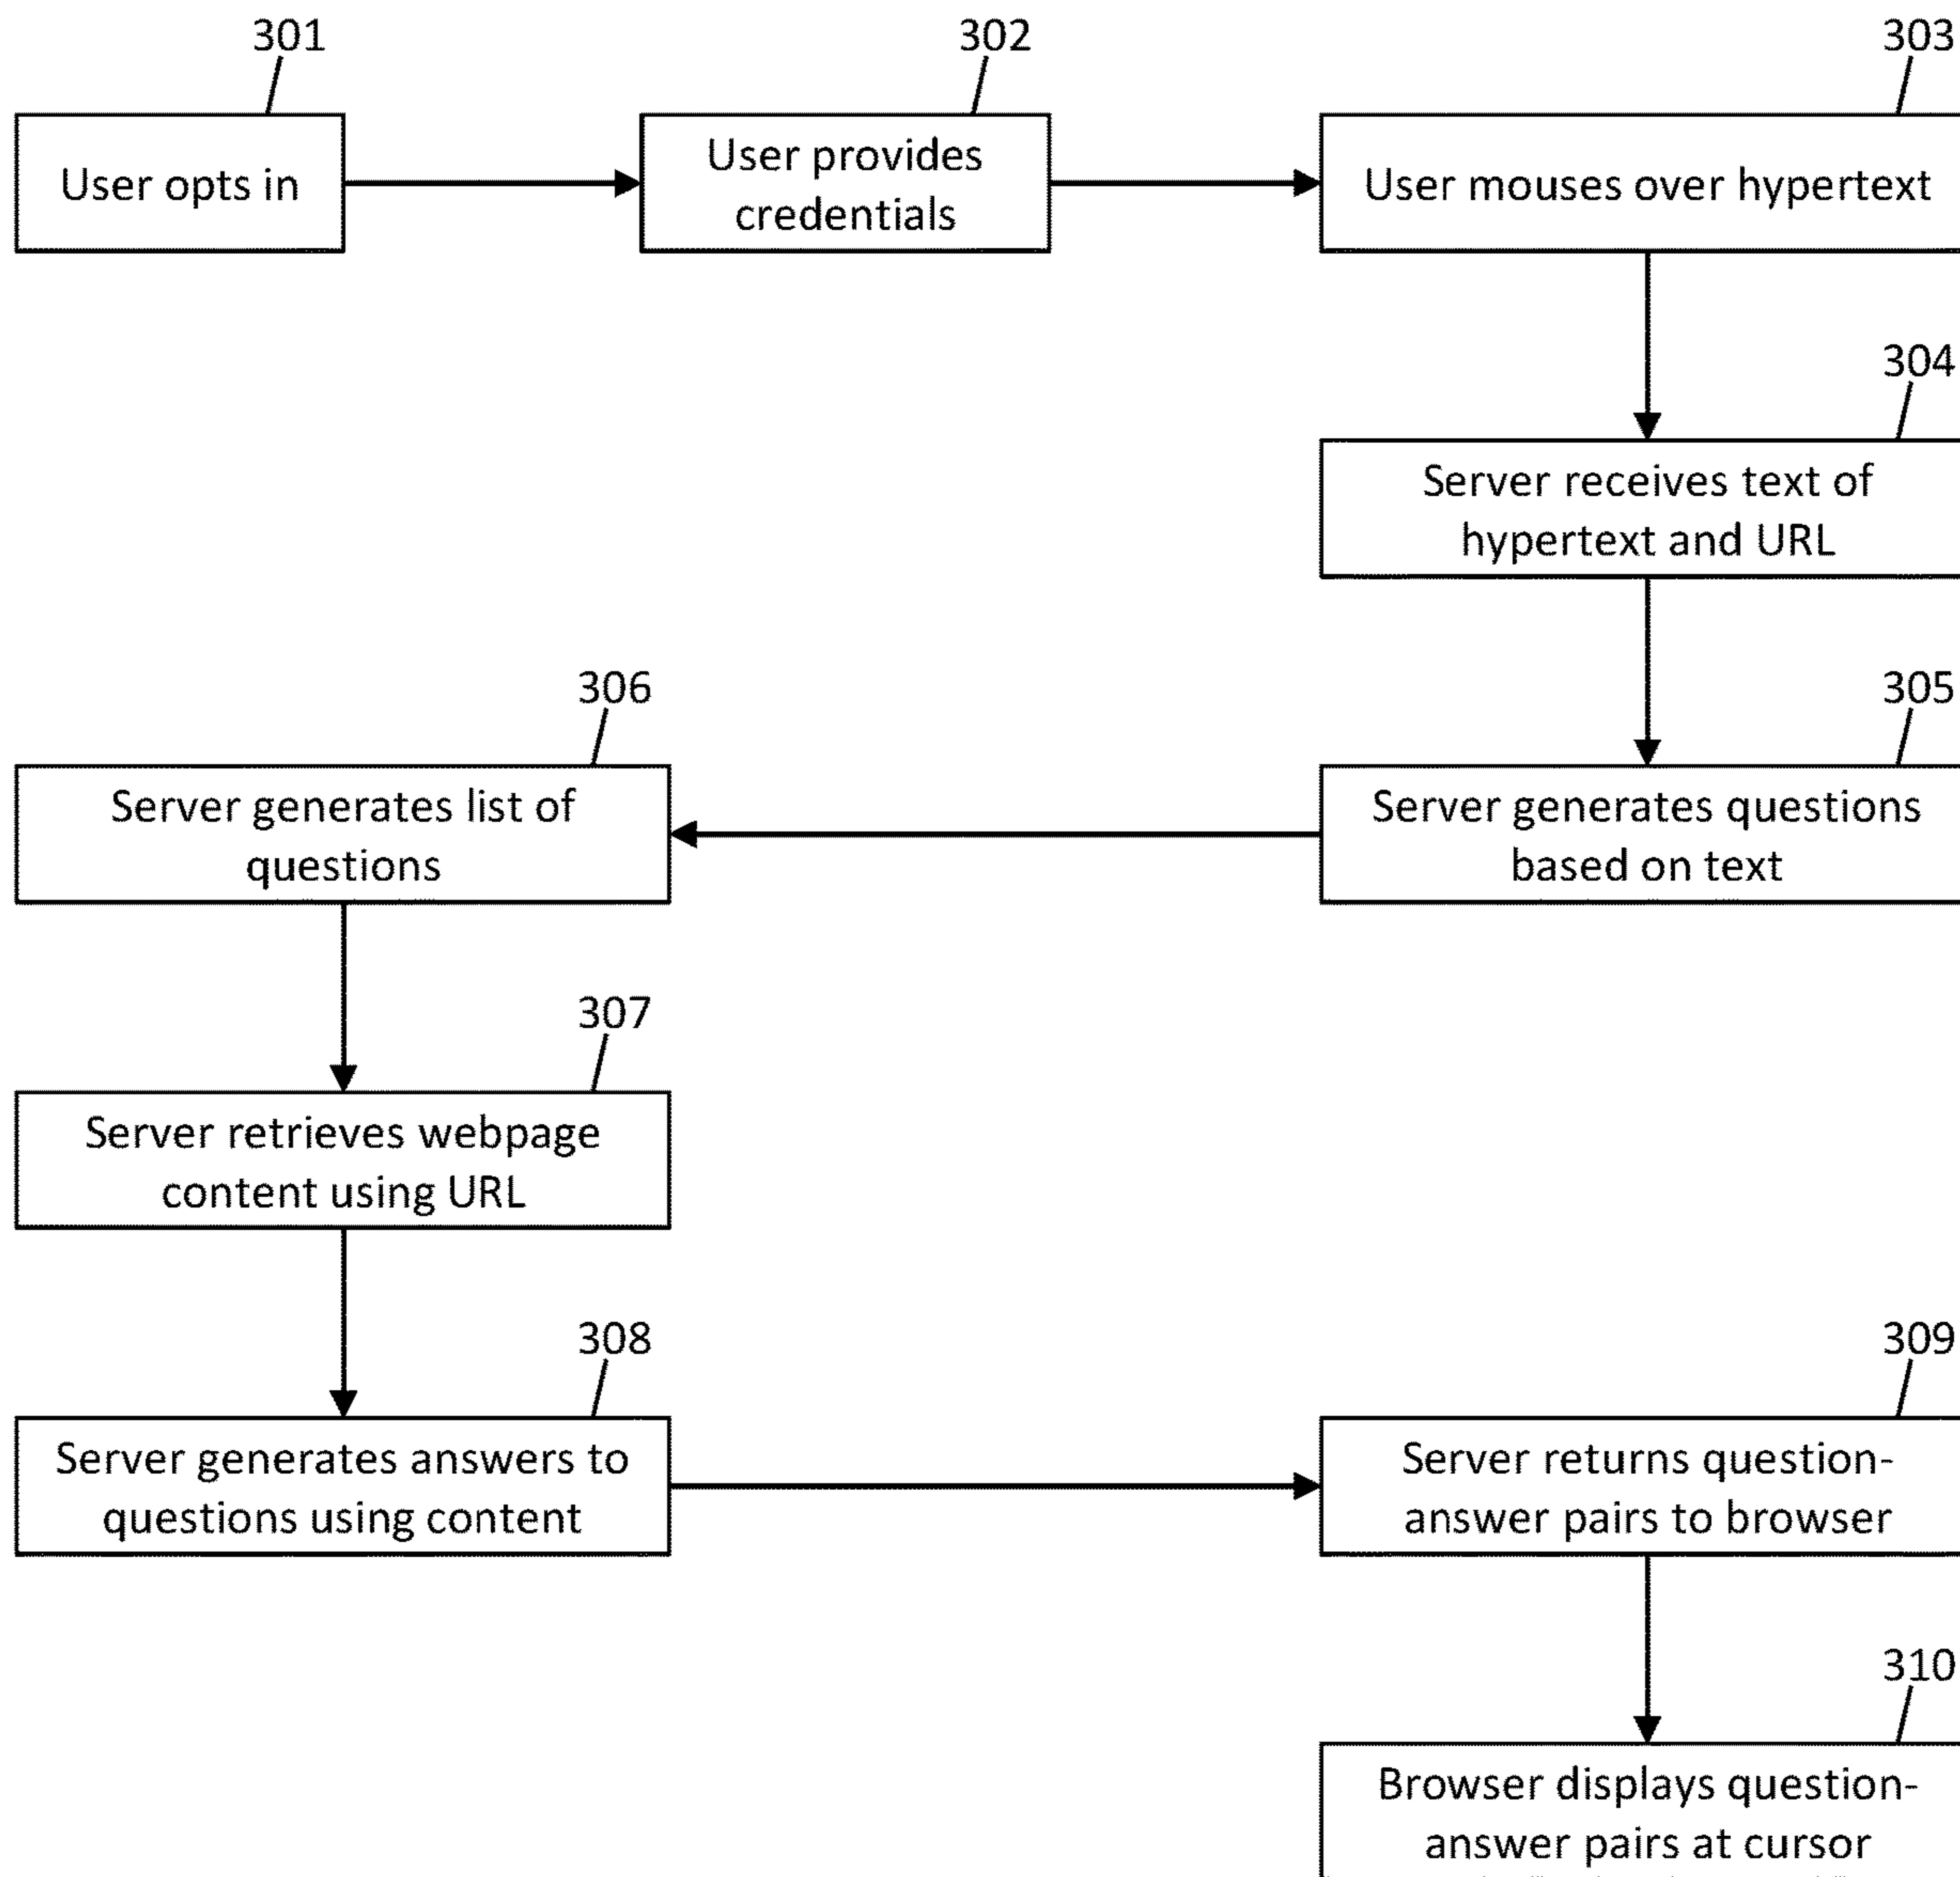 301
User opts in
302
User provides
credentials
303
User mouses over hypertext
304
Server receives text of
hypertext and URL
305
Server generates questions
based on text
306
Server generates list of
questions
307
Server retrieves webpage
content using URL
308
Server generates answers to
questions using content
309
Server returns question-
answer pairs to browser
310
Browser displays question-
answer pairs at cursor